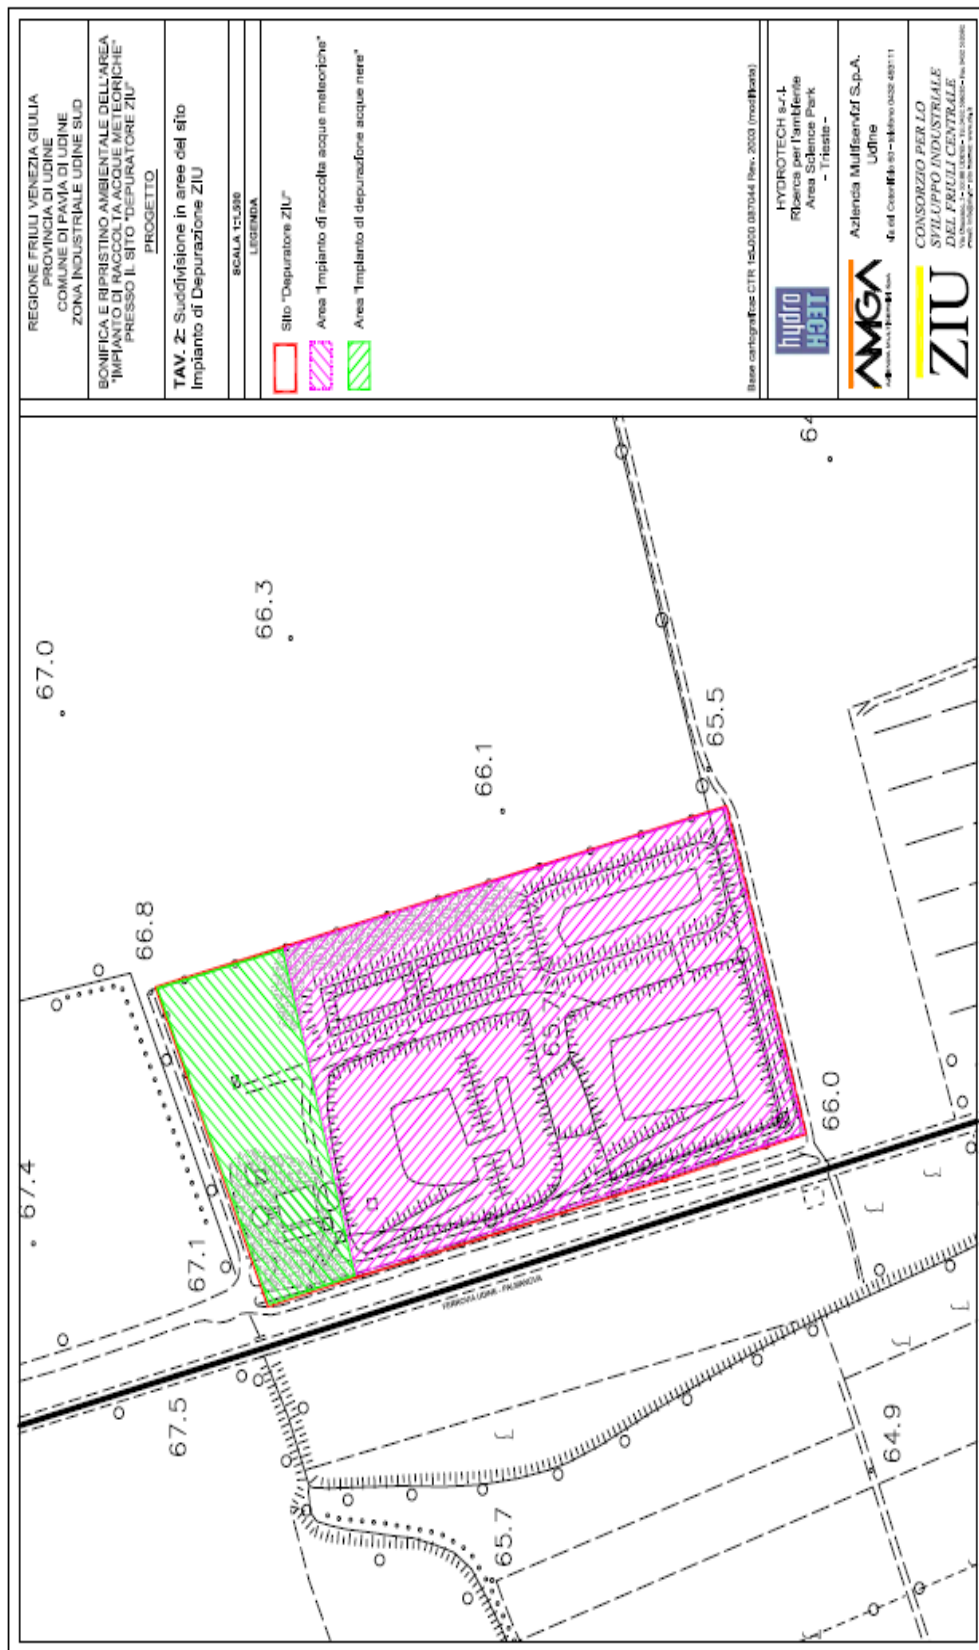 REGIONE FRIULI VENEZIA GIULIA
PROVINCIA DI UDINE
COMUNE DI PAVIA DI UDINE
ZONA INDUSTRIALE UDINE SUD
BONIFICA E RIPRISTINO AMBIENTALE DELL'AREA
"IMPIANTO DI RACCOLTA ACQUE METEORICHE"
PRESSO IL SITO "DEPURATORE ZIU"
PROGETTO
TAV. 2: Suddivisione in aree del sito
Impianto di Depurazione ZIU
SCALA 1:1.500
LEGENDA
Sito "Depuratore ZIU"
Area "Impianto di raccolta acque meteoriche"
Area "Impianto di depurazione acque nere"
Base cartografica: CTR 1:5.000 087044 Rev. 2003 (modificata)
hydro
TECH
HYDROTECH s.r.l.
Ricerca per l'ambiente
Area Science Park
- Trieste -
AMGA
AZIENDA MULTISERVIZI SPA
Azienda Multiservizi S.p.A.
Udine
ZIU
CONSORZIO PER LO
SVILUPPO INDUSTRIALE
DEL FRIULI CENTRALE
67.0
66.3
66.1
65.5
64
66.8
67.4
67.1
65.
66.0
FERROVIA UDINE - PALMANOVA
67.5
65.7
64.9